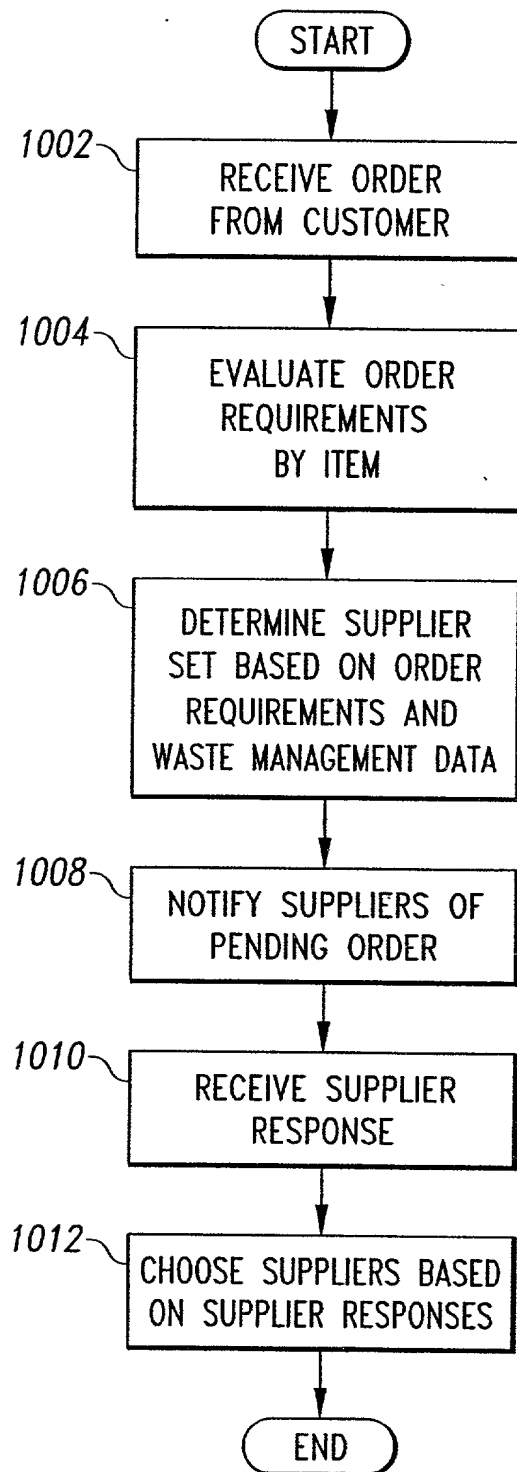 START
1002
RECEIVE ORDER
FROM CUSTOMER
1004
EVALUATE ORDER
REQUIREMENTS
BY ITEM
1006
DETERMINE SUPPLIER
SET BASED ON ORDER
REQUIREMENTS AND
WASTE MANAGEMENT DATA
1008
NOTIFY SUPPLIERS OF
PENDING ORDER
1010
RECEIVE SUPPLIER
RESPONSE
1012
CHOOSE SUPPLIERS BASED
ON SUPPLIER RESPONSES
END